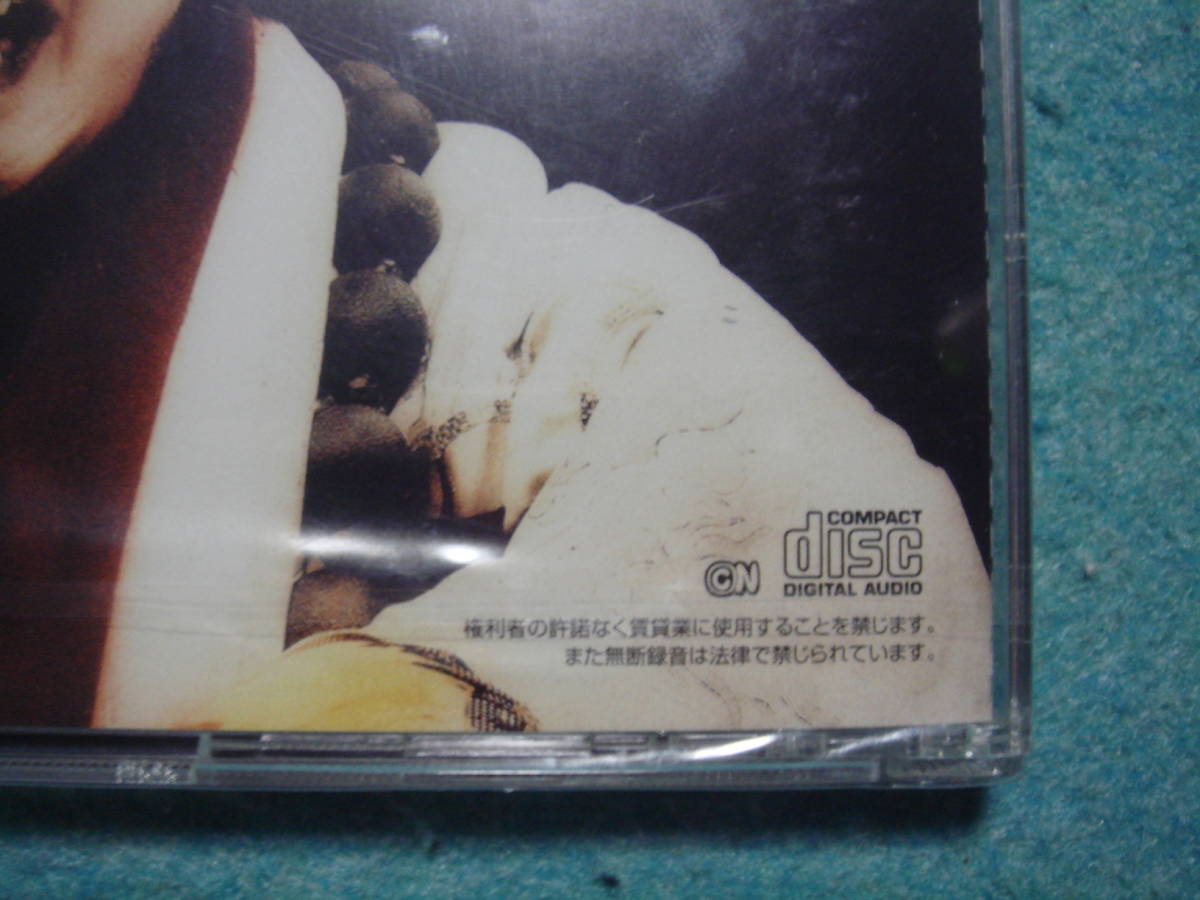 COMPACT
disc
DIGITAL AUDIO
権利者の許諾なく賃貸業に使用することを禁じます。
また無断録音は法律で禁じられています。